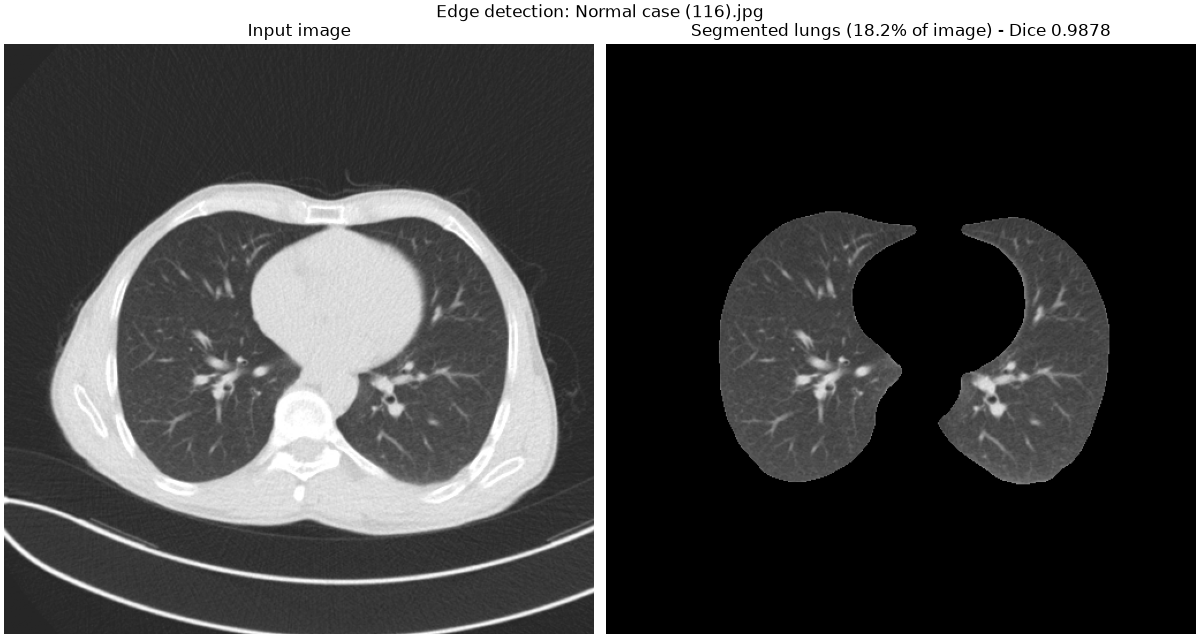 Edge detection: Normal case (116).jpg
Input image
Segmented lungs (18.2% of image) - Dice 0.9878